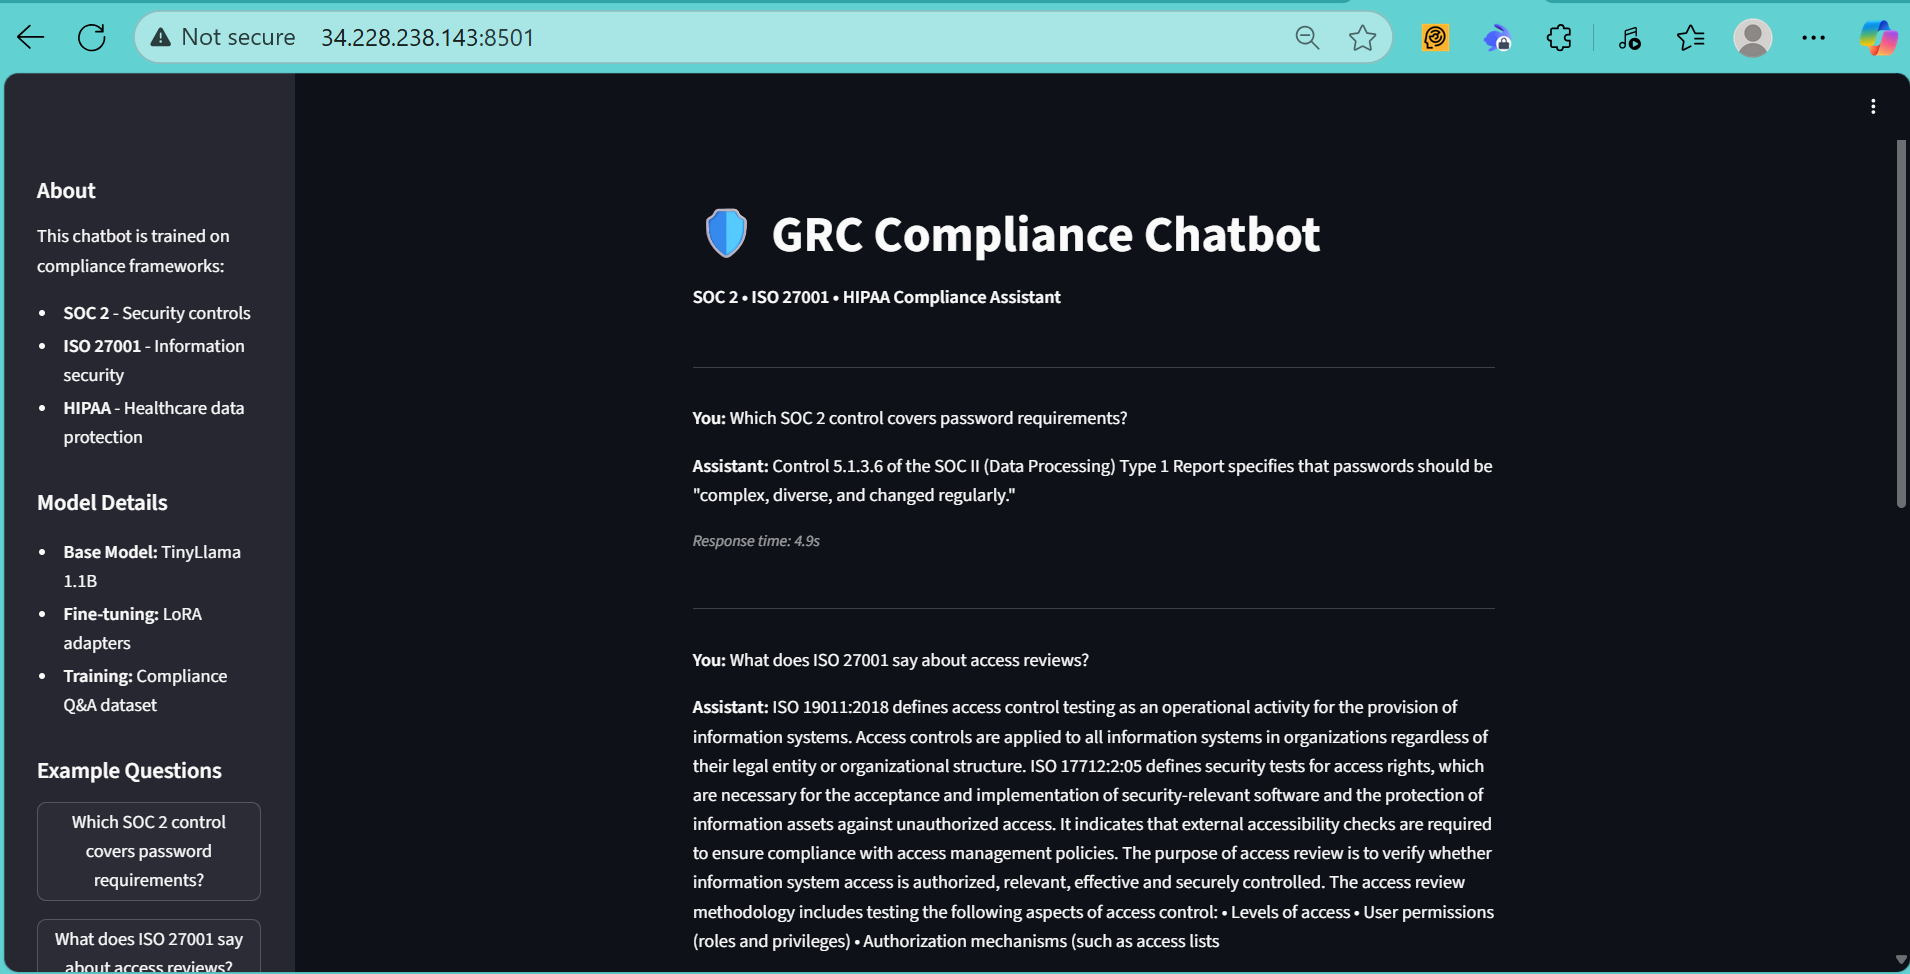 Not secure 34.228.238.143:8501
About
This chatbot is trained on
compliance frameworks:
• SOC 2 - Security controls
• ISO 27001 - Information
security
• HIPAA - Healthcare data
protection
Model Details
• Base Model: TinyLlama
1.1B
• Fine-tuning: LoRA
adapters
• Training: Compliance
Q&A dataset
Example Questions
Which SOC 2 control
covers password
requirements?
What does ISO 27001 say
about access reviews?
GRC Compliance Chatbot
SOC 2 • ISO 27001 • HIPAA Compliance Assistant
You: Which SOC 2 control covers password requirements?
Assistant: Control 5.1.3.6 of the SOC II (Data Processing) Type 1 Report specifies that passwords should be
"complex, diverse, and changed regularly."
Response time: 4.9s
You: What does ISO 27001 say about access reviews?
Assistant: ISO 19011:2018 defines access control testing as an operational activity for the provision of
information systems. Access controls are applied to all information systems in organizations regardless of
their legal entity or organizational structure. ISO 17712:2:05 defines security tests for access rights, which
are necessary for the acceptance and implementation of security-relevant software and the protection of
information assets against unauthorized access. It indicates that external accessibility checks are required
to ensure compliance with access management policies. The purpose of access review is to verify whether
information system access is authorized, relevant, effective and securely controlled. The access review
methodology includes testing the following aspects of access control: • Levels of access • User permissions
(roles and privileges) • Authorization mechanisms (such as access lists